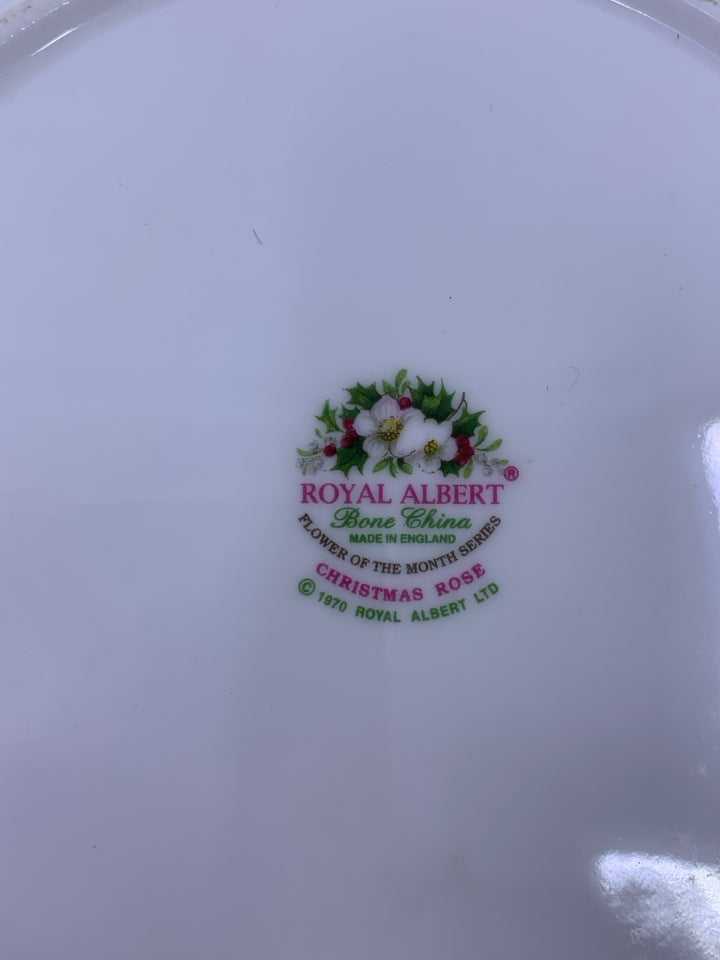 ROYAL ALBERT ®
Bone China
MADE IN ENGLAND
FLOWER OF THE MONTH SERIES
CHRISTMAS ROSE
© 1970 ROYAL ALBERT LTD